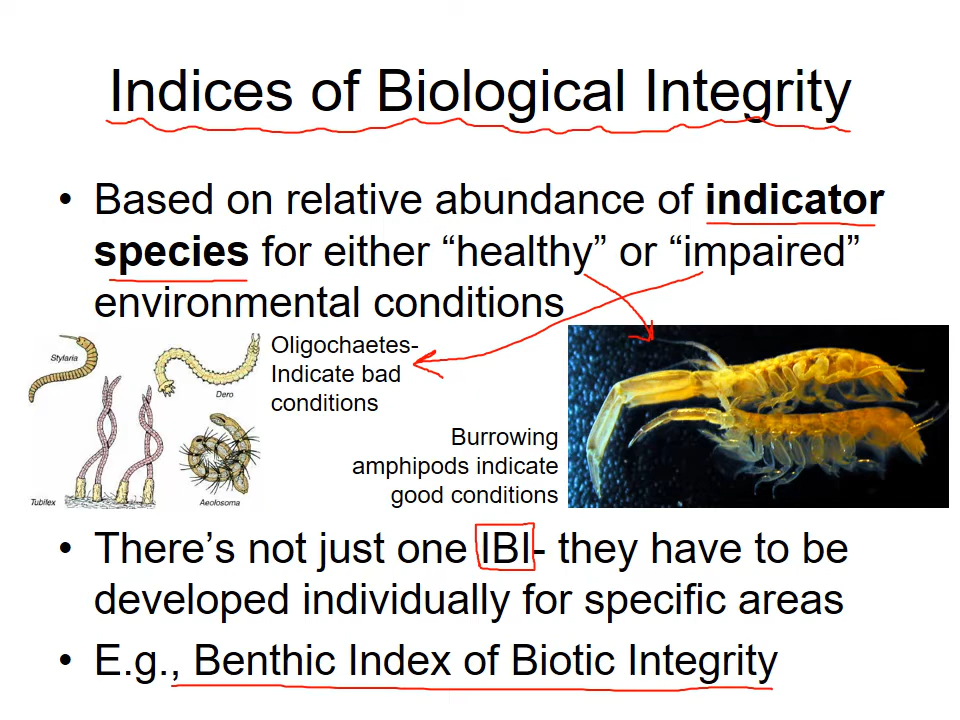 Indices of Biological Integrity
• Based on relative abundance of indicator
species for either “healthy” or “impaired”
environmental conditions
Stylaria
Dero
Tubifex
Aeolosoma
Oligochaetes-
Indicate bad
conditions
Burrowing
amphipods indicate
good conditions
• There’s not just one IBI- they have to be
developed individually for specific areas
• E.g., Benthic Index of Biotic Integrity